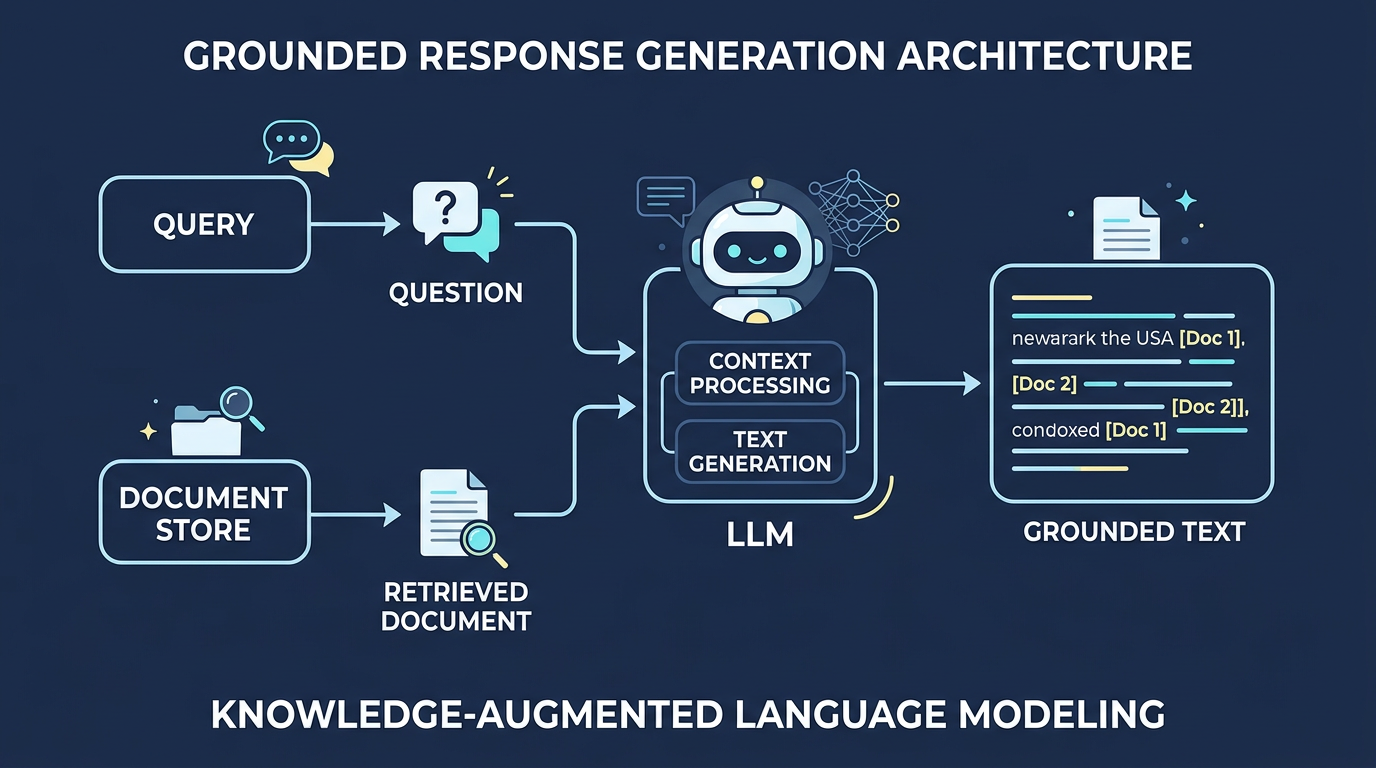 GROUNDED RESPONSE GENERATION ARCHITECTURE
QUERY
?
QUESTION
DOCUMENT
STORE
RETRIEVED
DOCUMENT
CONTEXT
PROCESSING
TEXT
GENERATION
LLM
newarark the USA [Doc 1].
[Doc 2]
[Doc 2]],
condoxed [Doc 1]
GROUNDED TEXT
KNOWLEDGE-AUGMENTED LANGUAGE MODELING